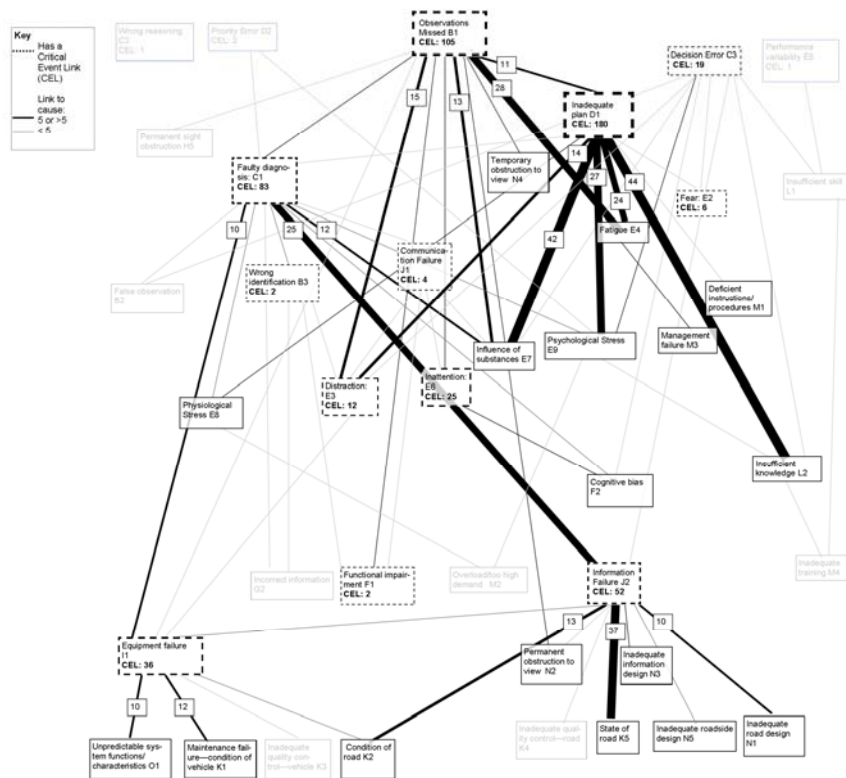 Key
Has a
Critical
Event Link
(CEL)
Link to
cause:
5 or >5
< 5
Wrong reasoning
C2
CEL: 1
Priority Error D2
CEL: 2
Observations
Missed B1
CEL: 105
Decision Error C3
CEL: 19
variability E8
CEL: 1
11
15
13
28
Inadequate
plan D1
CEL: 180
Permanent sight
obstruction H5
Faulty diagno-
sis: C1
CEL: 83
Temporary
obstruction to
view N4
14
27
44
24
Insufficient skill
L1
Fear: E2
CEL: 6
10
25
12
42
Fatigue E4
Communica-
tion Failure
J1
CEL: 4
Wrong
identification B3
CEL: 2
False observation
B2
Deficient
instructions/
procedures M1
Management
failure M3
Psychological Stress
E9
Influence of
substances E7
Inattention:
E6
CEL: 25
Distraction:
E3
CEL: 12
Physiological
Stress E8
Insufficient
knowledge L2
Cognitive bias
F2
Inadequate
training M4
Incorrect information
G2
Functional impair-
ment F1
CEL: 2
Overload/too high
demand M2
Information
Failure J2
CEL: 52
13
37
10
Equipment failure
I1
CEL: 36
Permanent
obstruction to
view N2
Inadequate
information
design N3
10
12
Unpredictable sys-
tem functions/
characteristics O1
Maintenance fail-
ure—condition of
vehicle K1
Inadequate
quality con-
trol—vehicle K3
Condition of
road K2
Inadequate quali-
ty control—road
K4
State of
road K5
Inadequate roadside
design N5
Inadequate
road design
N1